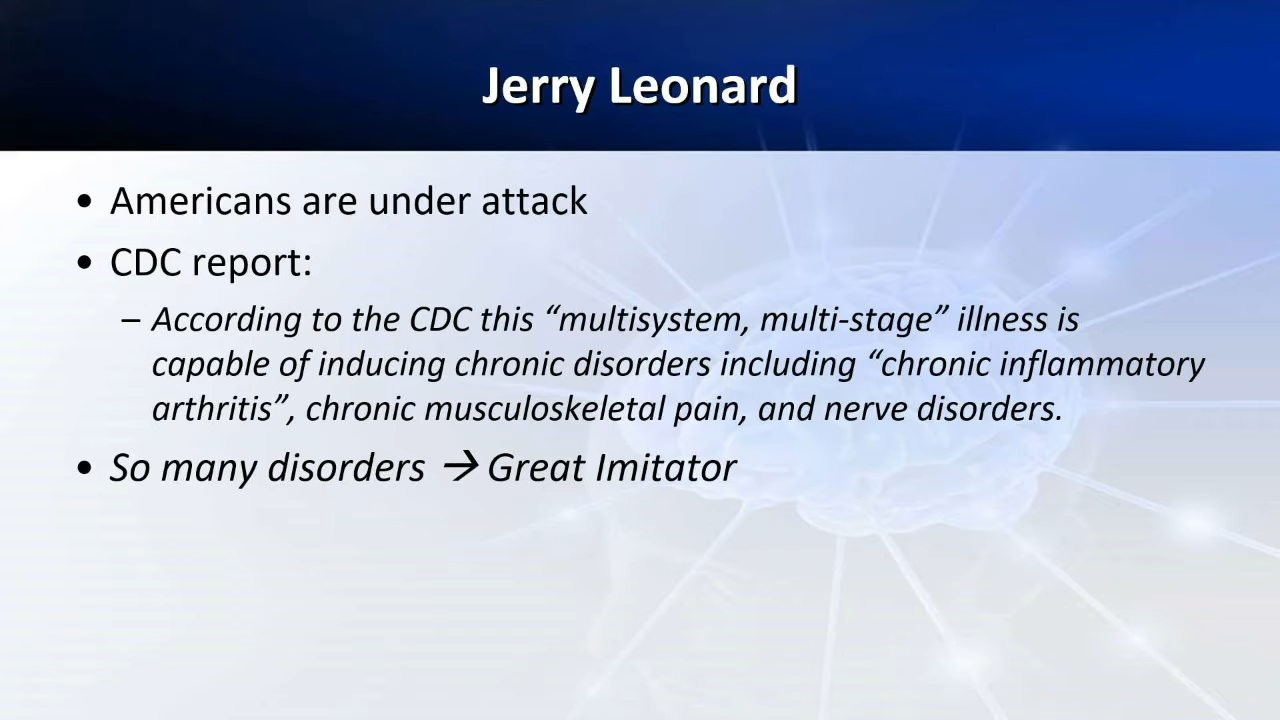 Jerry Leonard
• Americans are under attack
• CDC report:
– According to the CDC this “multisystem, multi-stage” illness is
capable of inducing chronic disorders including “chronic inflammatory
arthritis”, chronic musculoskeletal pain, and nerve disorders.
• So many disorders → Great Imitator